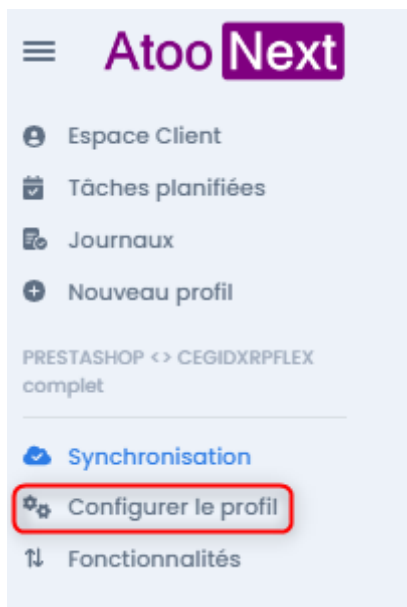 Atoo Next
Espace Client
Tâches planifiées
Journaux
Nouveau profil
PRESTASHOP <> CEGIDXRPFLEX
complet
Synchronisation
Configurer le profil
Fonctionnalités